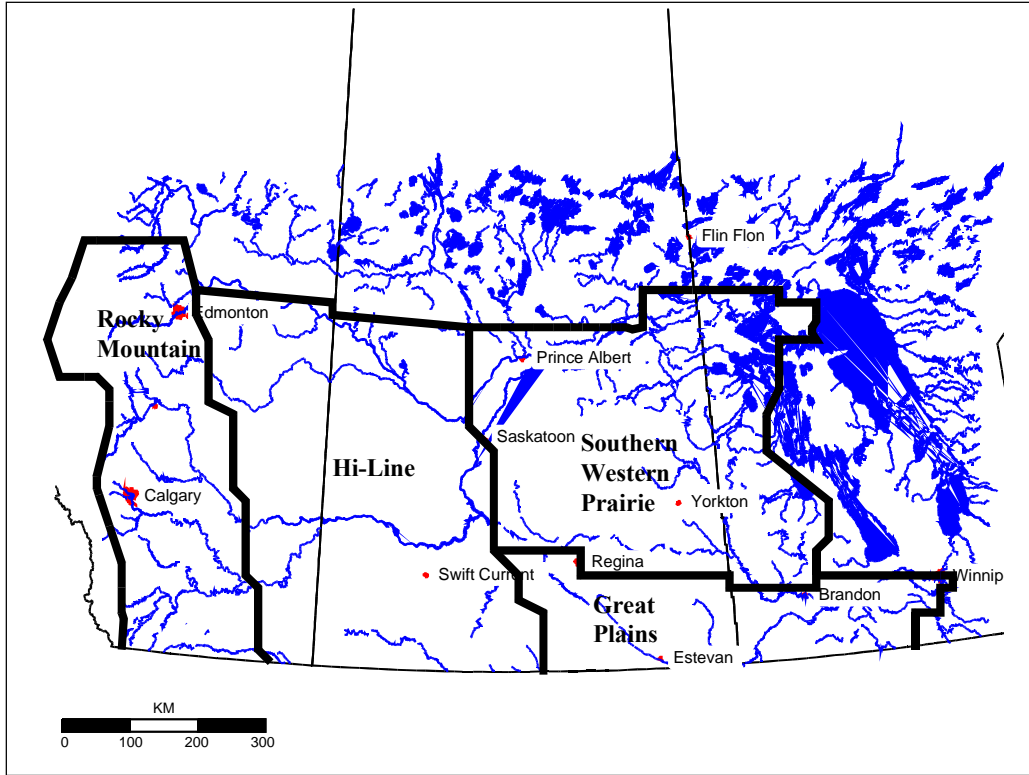 Flin Flon
Rocky
Mountain
Edmonton
Prince Albert
Saskatoon
Southern
Western
Prairie
Hi-Line
Calgary
Yorkton
Regina
Swift Current
Winnip
Brandon
Great
Plains
Estevan
KM
0 100 200 300